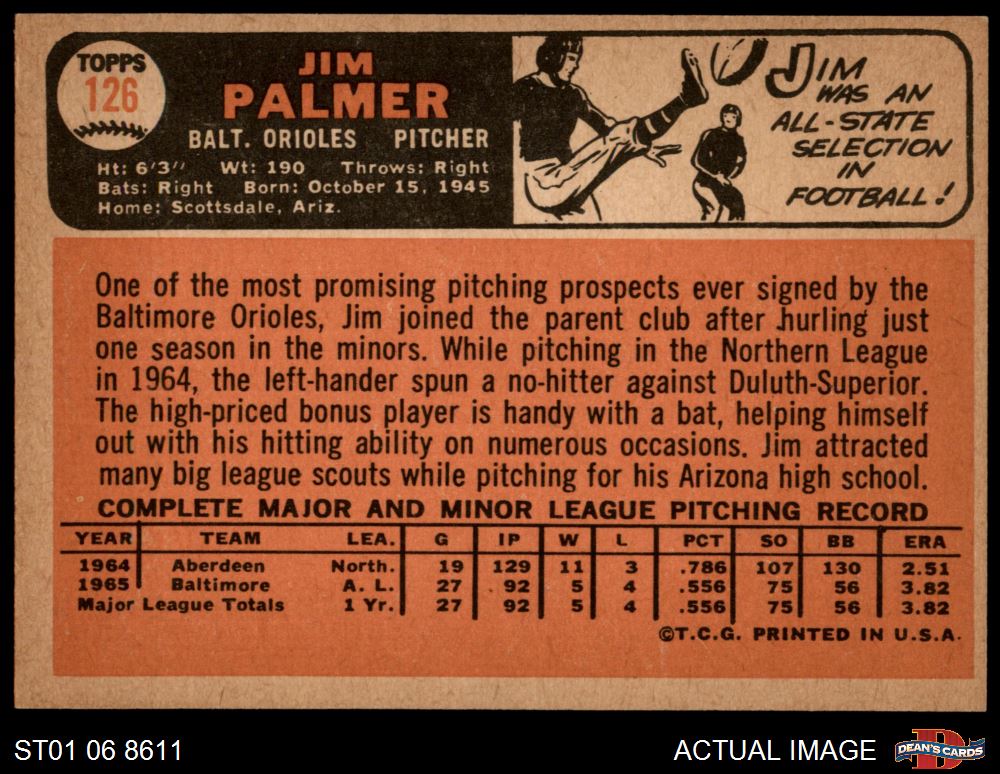 TOPPS
126
JIM
PALMER
BALT. ORIOLES PITCHER
Ht: 6'3" Wt: 190 Throws: Right
Bats: Right Born: October 15, 1945
Home: Scottsdale, Ariz.
JIM
WAS AN
ALL-STATE
SELECTION
IN
FOOTBALL!
One of the most promising pitching prospects ever signed by the
Baltimore Orioles, Jim joined the parent club after hurling just
one season in the minors. While pitching in the Northern League
in 1964, the left-hander spun a no-hitter against Duluth-Superior.
The high-priced bonus player is handy with a bat, helping himself
out with his hitting ability on numerous occasions. Jim attracted
many big league scouts while pitching for his Arizona high school.
COMPLETE MAJOR AND MINOR LEAGUE PITCHING RECORD
YEAR TEAM LEA. G IP W L PCT SO BB ERA
1964 Aberdeen North. 19 129 11 3 .786 107 130 2.51
1965 Baltimore A. L. 27 92 5 4 .556 75 56 3.82
Major League Totals 1 Yr. 27 92 5 4 .556 75 56 3.82
©T.C.G. PRINTED IN U.S.A.
ST01 06 8611 ACTUAL IMAGE DEAN'S CARDS